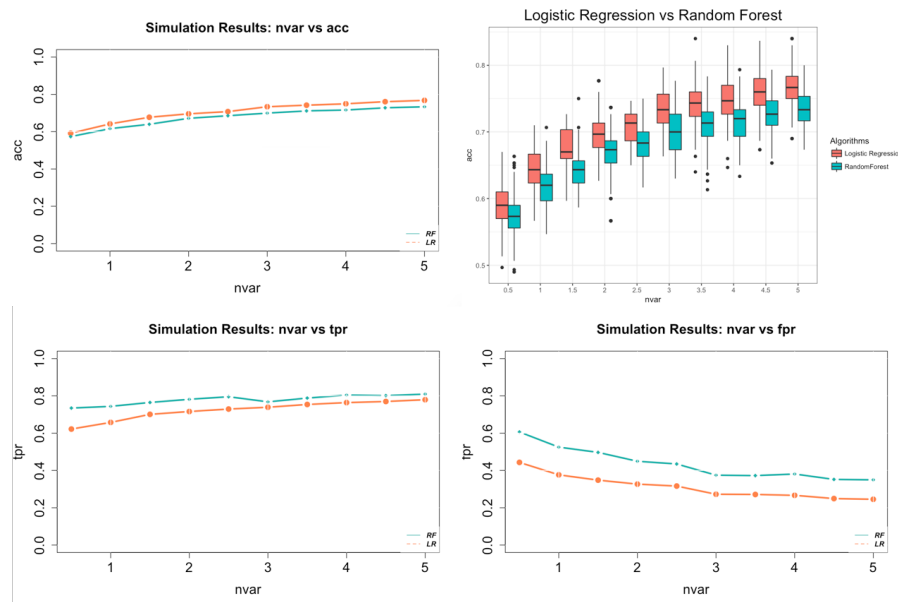 Simulation Results: nvar vs acc
acc
0.0 0.2 0.4 0.6 0.8 1.0
1 2 3 4 5
nvar
RF
LR
Logistic Regression vs Random Forest
acc
0.8
0.7
0.6
0.5
0.5 1 1.5 2 2.5 3 3.5 4 4.5 5
nvar
Algorithms
Logistic Regressio
RandomForest
Simulation Results: nvar vs tpr
tpr
0.0 0.2 0.4 0.6 0.8 1.0
1 2 3 4 5
nvar
RF
LR
Simulation Results: nvar vs fpr
fpr
0.0 0.2 0.4 0.6 0.8 1.0
1 2 3 4 5
nvar
RF
LR